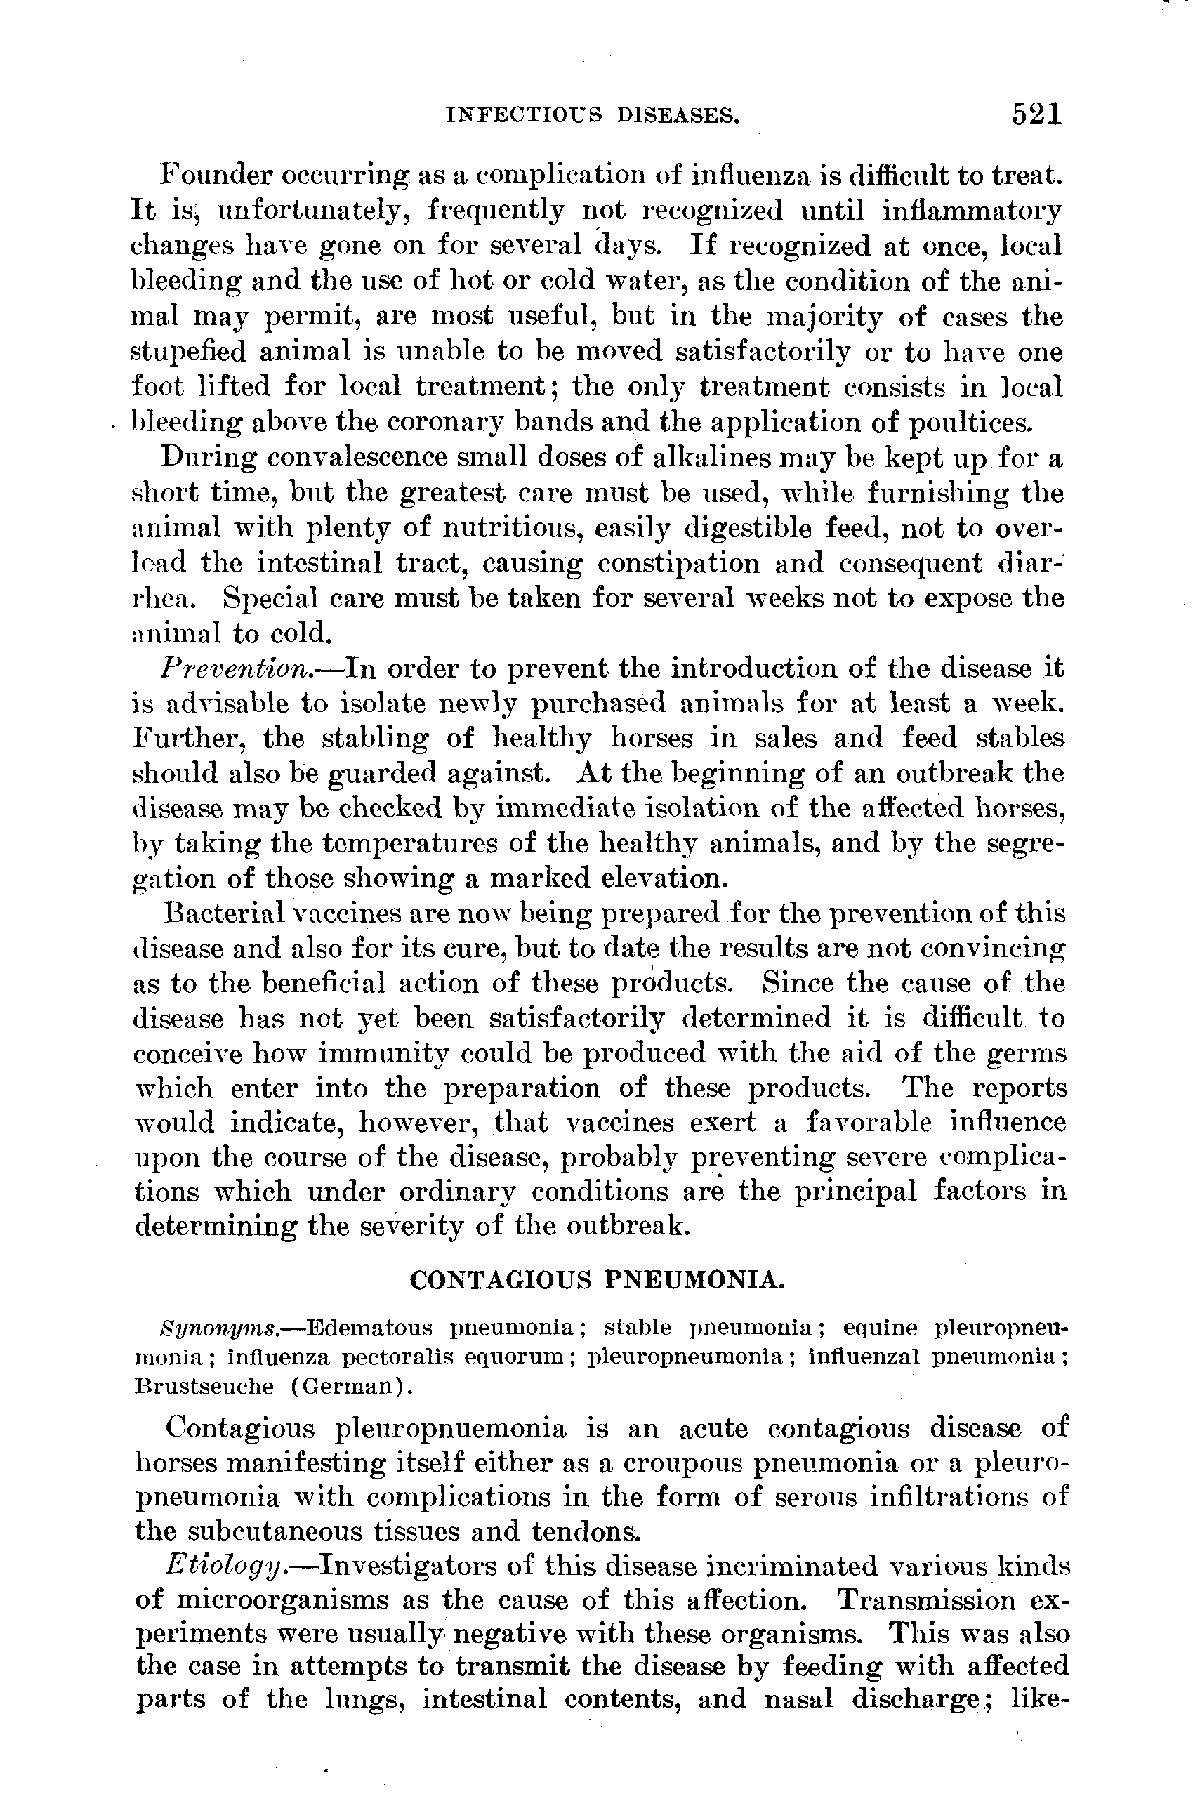 INFECTIOUS DISEASES. 521
Founder occurring as a complication of influenza is difficult to treat.
It is, unfortunately, frequently not recognized until inflammatory
changes have gone on for several days. If recognized at once, local
bleeding and the use of hot or cold water, as the condition of the ani-
mal may permit, are most useful, but in the majority of cases the
stupefied animal is unable to be moved satisfactorily or to have one
foot lifted for local treatment; the only treatment consists in local
bleeding above the coronary bands and the application of poultices.
During convalescence small doses of alkalines may be kept up for a
short time, but the greatest care must be used, while furnishing the
animal with plenty of nutritious, easily digestible feed, not to over-
load the intestinal tract, causing constipation and consequent diar-
rhea. Special care must be taken for several weeks not to expose the
animal to cold.
Prevention.—In order to prevent the introduction of the disease it
is advisable to isolate newly purchased animals for at least a week.
Further, the stabling of healthy horses in sales and feed stables
should also be guarded against. At the beginning of an outbreak the
disease may be checked by immediate isolation of the affected horses,
by taking the temperatures of the healthy animals, and by the segre-
gation of those showing a marked elevation.
Bacterial vaccines are now being prepared for the prevention of this
disease and also for its cure, but to date the results are not convincing
as to the beneficial action of these products. Since the cause of the
disease has not yet been satisfactorily determined it is difficult to
conceive how immunity could be produced with the aid of the germs
which enter into the preparation of these products. The reports
would indicate, however, that vaccines exert a favorable influence
upon the course of the disease, probably preventing severe complica-
tions which under ordinary conditions are the principal factors in
determining the severity of the outbreak.
CONTAGIOUS PNEUMONIA.
Synonyms.—Edematous pneumonia; stable pneumonia; equine pleuropneu-
monia; influenza pectoralis equorum; pleuropneumonia; influenzal pneumonia;
Brustseuche (German).
Contagious pleuropnuemonia is an acute contagious disease of
horses manifesting itself either as a croupous pneumonia or a pleuro-
pneumonia with complications in the form of serous infiltrations of
the subcutaneous tissues and tendons.
Etiology.—Investigators of this disease incriminated various kinds
of microorganisms as the cause of this affection. Transmission ex-
periments were usually negative with these organisms. This was also
the case in attempts to transmit the disease by feeding with affected
parts of the lungs, intestinal contents, and nasal discharge; like-